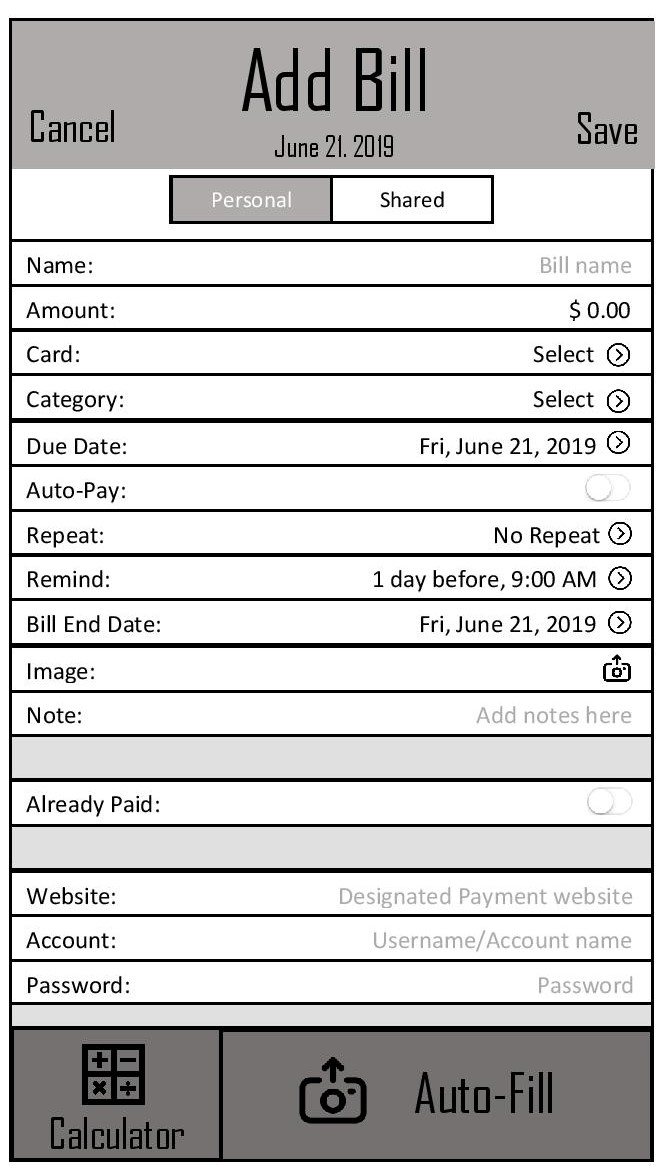 Add Bill
Cancel
June 21. 2019
Save
Personal Shared
Name: Bill name
Amount: $ 0.00
Card: Select
Category: Select
Due Date: Fri, June 21, 2019
Auto-Pay:
Repeat: No Repeat
Remind: 1 day before, 9:00 AM
Bill End Date: Fri, June 21, 2019
Image:
Note: Add notes here
Already Paid:
Website: Designated Payment website
Account: Username/Account name
Password: Password
Calculator
Auto-Fill